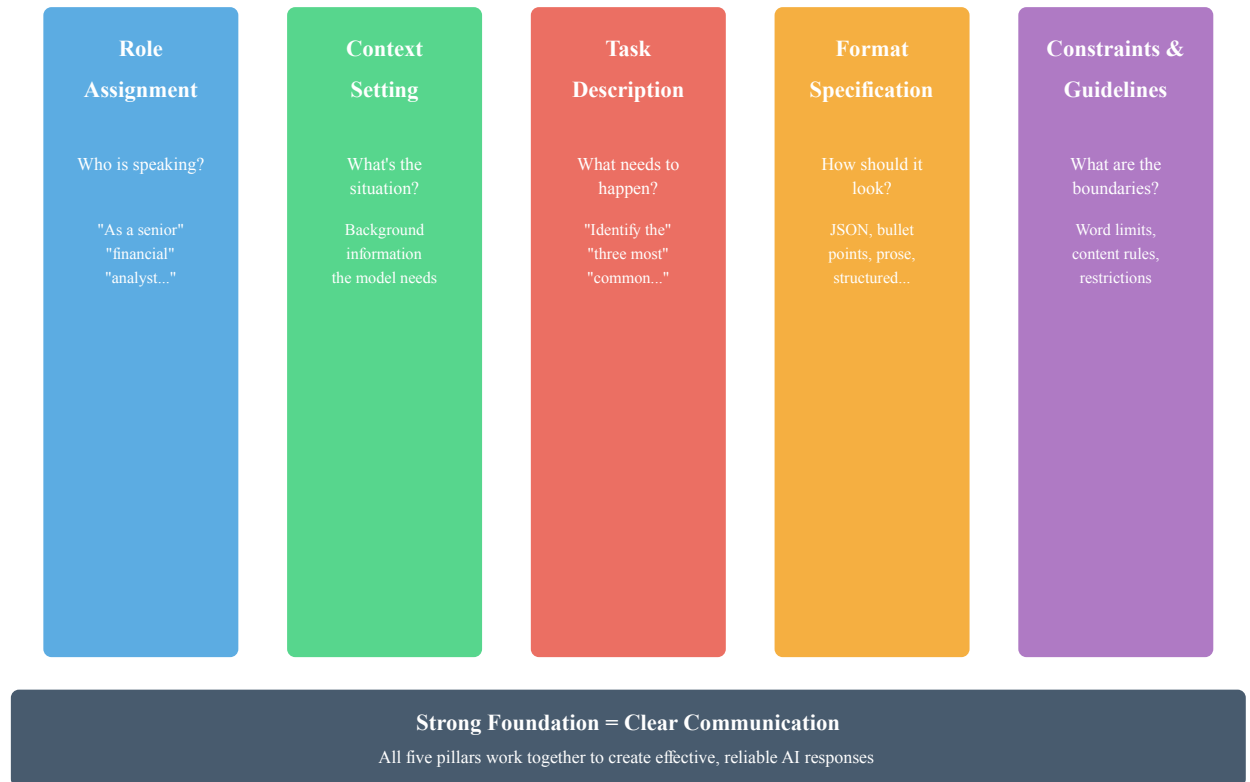 Role
Assignment
Who is speaking?
"As a senior"
"financial"
"analyst..."
Context
Setting
What's the
situation?
Background
information
the model needs
Task
Description
What needs to
happen?
"Identify the"
"three most"
"common..."
Format
Specification
How should it
look?
JSON, bullet
points, prose,
structured...
Constraints &
Guidelines
What are the
boundaries?
Word limits,
content rules,
restrictions
Strong Foundation = Clear Communication
All five pillars work together to create effective, reliable AI responses